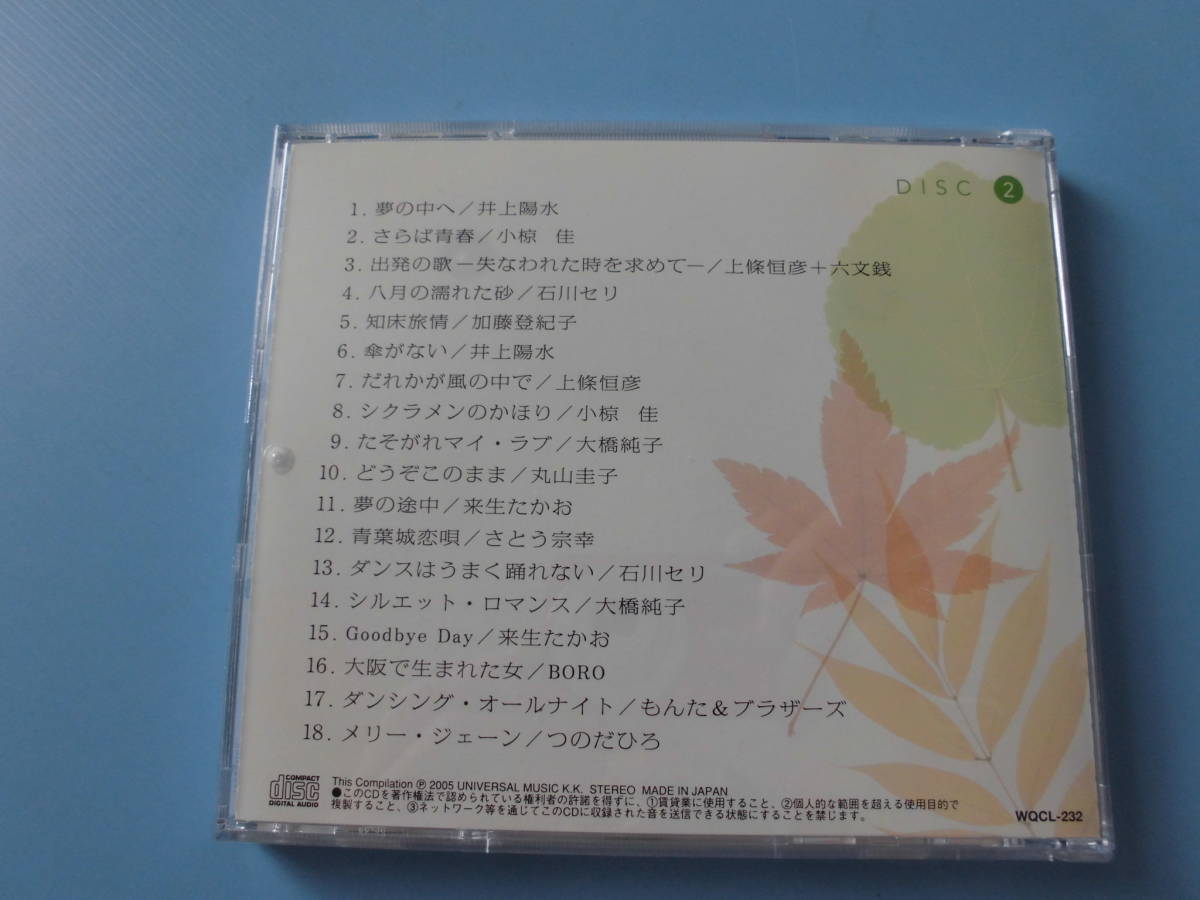 DISC 2
1. 夢の中へ／井上陽水
2. さらば青春／小椋　佳
3. 出発の歌－失なわれた時を求めて－／上條恒彦＋六文銭
4. 八月の濡れた砂／石川セリ
5. 知床旅情／加藤登紀子
6. 傘がない／井上陽水
7. だれかが風の中で／上條恒彦
8. シクラメンのかほり／小椋　佳
9. たそがれマイ・ラブ／大橋純子
10. どうぞこのまま／丸山圭子
11. 夢の途中／来生たかお
12. 青葉城恋唄／さとう宗幸
13. ダンスはうまく踊れない／石川セリ
14. シルエット・ロマンス／大橋純子
15. Goodbye Day／来生たかお
16. 大阪で生まれた女／BORO
17. ダンシング・オールナイト／もんた＆ブラザーズ
18. メリー・ジェーン／つのだひろ
COMPACT
disc
DIGITAL AUDIO
This Compilation Ⓟ 2005 UNIVERSAL MUSIC K.K. STEREO MADE IN JAPAN
●このCDを著作権法で認められている権利者の許諾を得ずに、①賃貸業に使用すること、②個人的な範囲を超える使用目的で
複製すること、③ネットワーク等を通じてこのCDに収録された音を送信できる状態にすることを禁じます。
WQCL-232